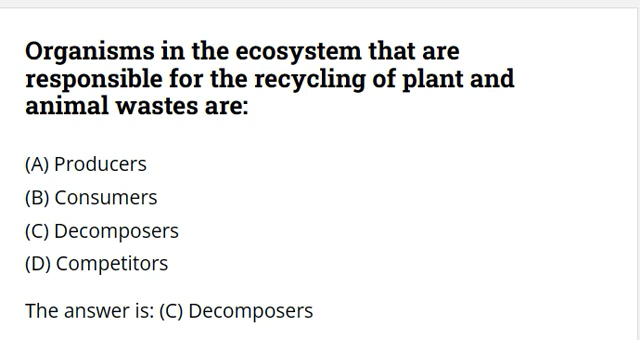 Organisms in the ecosystem that are
responsible for the recycling of plant and
animal wastes are:
(A) Producers
(B) Consumers
(C) Decomposers
(D) Competitors
The answer is: (C) Decomposers